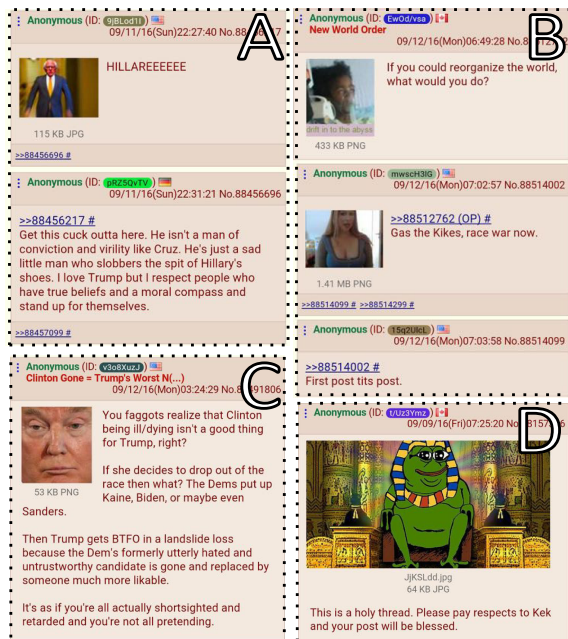 A
Anonymous (ID: 9jBLod1I)
09/11/16(Sun)22:27:40
HILLAREEEEEE
115 KB JPG
>>88456696 #
Anonymous (ID: pRZ5QvTV)
09/11/16(Sun)22:31:21 No.88456696
>>88456217 #
Get this cuck outta here. He isn't a man of
conviction and virility like Cruz. He's just a sad
little man who slobbers the spit of Hillary's
shoes. I love Trump but I respect people who
have true beliefs and a moral compass and
stand up for themselves.
>>88457099 #
B
Anonymous (ID: EwOd/vsa)
New World Order
09/12/16(Mon)06:49:28
If you could reorganize the world,
what would you do?
drift in to the abyss
433 KB PNG
Anonymous (ID: mwscH3IG)
09/12/16(Mon)07:02:57 No.88514002
>>88512762 (OP) #
Gas the Kikes, race war now.
1.41 MB PNG
>>88514099 # >>88514299 #
Anonymous (ID: 15q2UlcL)
09/12/16(Mon)07:03:58 No.88514099
>>88514002 #
First post tits post.
C
Anonymous (ID: v3o8XuzJ)
Clinton Gone = Trump's Worst N(...)
09/12/16(Mon)03:24:29
You faggots realize that Clinton
being ill/dying isn't a good thing
for Trump, right?
If she decides to drop out of the
race then what? The Dems put up
Kaine, Biden, or maybe even
53 KB PNG
Sanders.
Then Trump gets BTFO in a landslide loss
because the Dem's formerly utterly hated and
untrustworthy candidate is gone and replaced by
someone much more likable.
It's as if you're all actually shortsighted and
retarded and you're not all pretending.
D
Anonymous (ID: t/Uz3Ymz)
09/09/16(Fri)07:25:20
JjKSLdd.jpg
64 KB JPG
This is a holy thread. Please pay respects to Kek
and your post will be blessed.